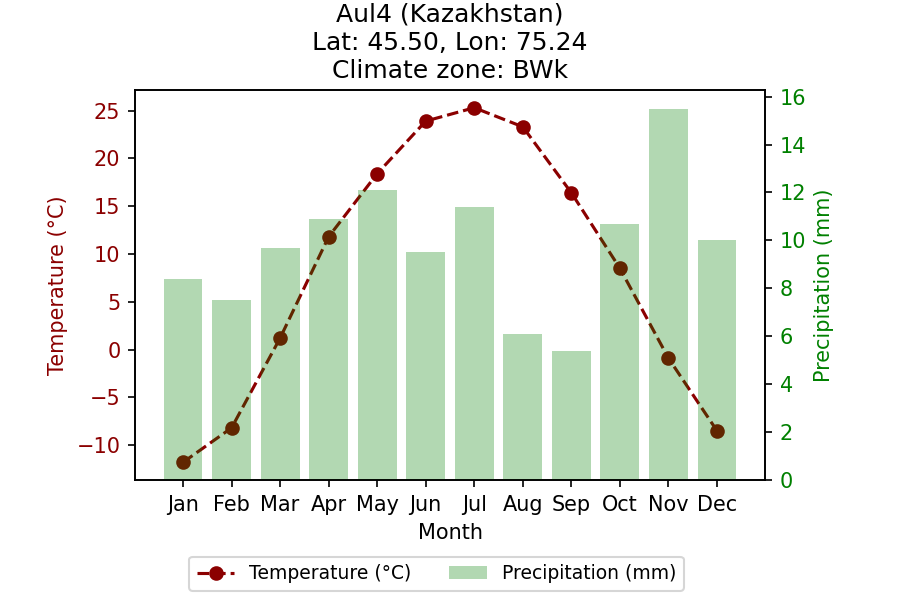 Aul4 (Kazakhstan)
Lat: 45.50, Lon: 75.24
Climate zone: BWk
Temperature (°C)
25
20
15
10
5
0
−5
−10
Precipitation (mm)
16
14
12
10
8
6
4
2
0
Jan Feb Mar Apr May Jun Jul Aug Sep Oct Nov Dec
Month
Temperature (°C) Precipitation (mm)